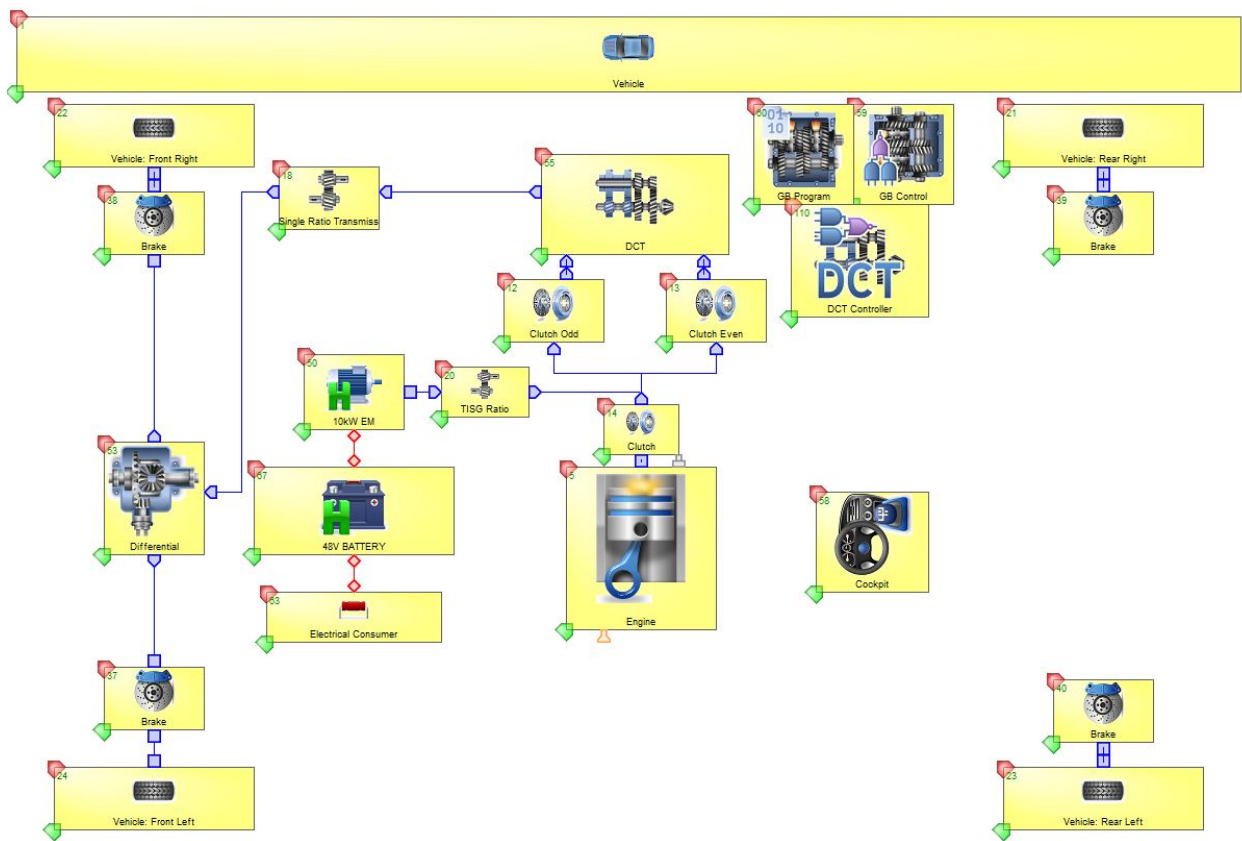 1
Vehicle
22
Vehicle: Front Right
38
Brake
18
Single Ratio Transmiss
55
DCT
60
01
10
GB Program
59
GB Control
21
Vehicle: Rear Right
39
Brake
110
DCT
DCT Controller
12
Clutch Odd
13
Clutch Even
50
10kW EM
20
TISG Ratio
14
Clutch
53
Differential
67
48V BATTERY
5
Engine
58
Cockpit
63
Electrical Consumer
37
Brake
40
Brake
24
Vehicle: Front Left
23
Vehicle: Rear Left